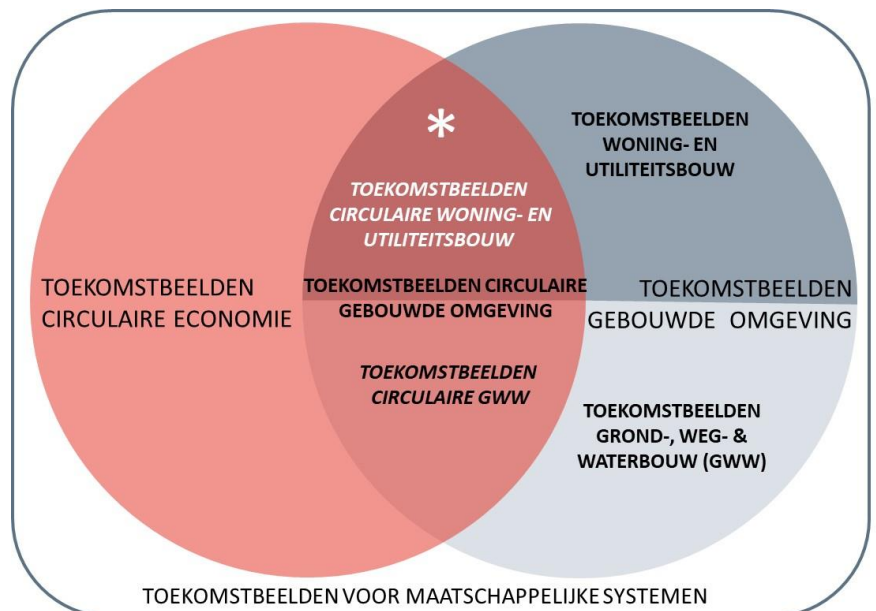 *
TOEKOMSTBEELDEN
WONING- EN
UTILITEITSBOUW
TOEKOMSTBEELDEN
CIRCULAIRE WONING- EN
UTILITEITSBOUW
TOEKOMSTBEELDEN
CIRCULAIRE ECONOMIE
TOEKOMSTBEELDEN CIRCULAIRE
GEBOUWDE OMGEVING
TOEKOMSTBEELDEN
GEBOUWDE OMGEVING
TOEKOMSTBEELDEN
CIRCULAIRE GWW
TOEKOMSTBEELDEN
GROND-, WEG- &
WATERBOUW (GWW)
TOEKOMSTBEELDEN VOOR MAATSCHAPPELIJKE SYSTEMEN